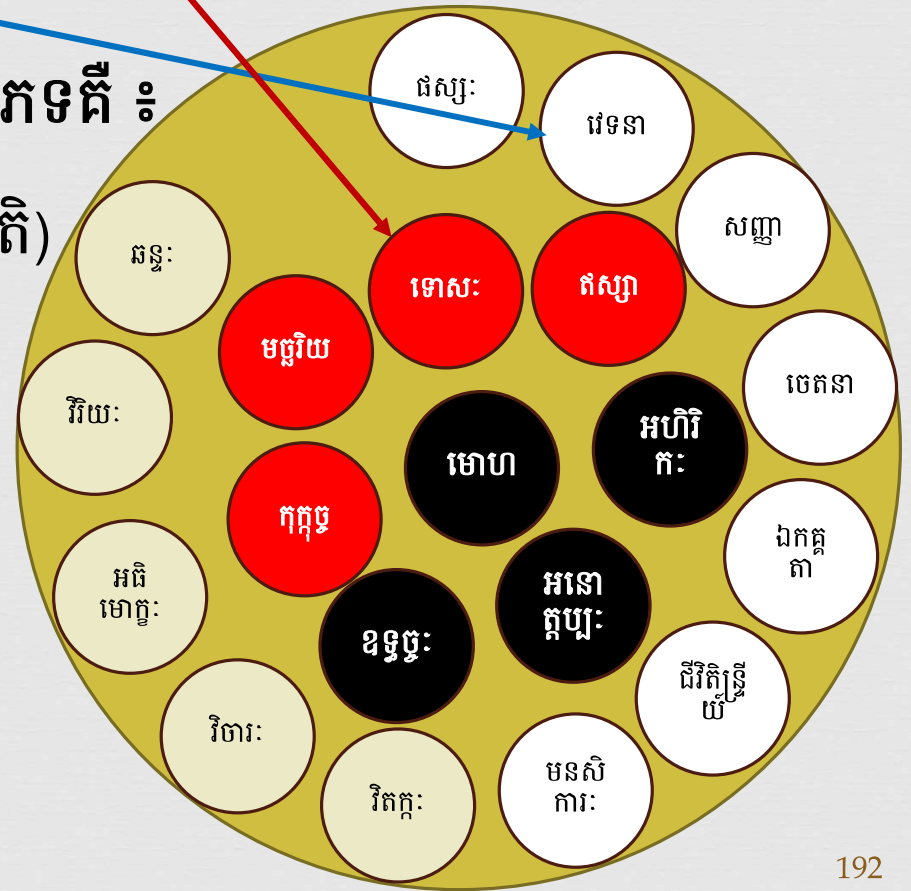 ភទគឺ ៖
តិ)
ផស្សៈ
វេទនា
សញ្ញា
ចេតនា
ឯកគ្គ
តា
ជីវិតិន្ទ្រី
យ៍
មនសិ
ការៈ
វិតក្កៈ
វិចារៈ
អធិ
មោក្ខៈ
វិរិយៈ
ឆន្ទៈ
ទោសៈ
ឥស្សា
មច្ឆរិយ
កុក្កុច្ច
មោហ
អហិរិ
កៈ
អនោ
ត្តប្បៈ
ឧទ្ធច្ចៈ
192